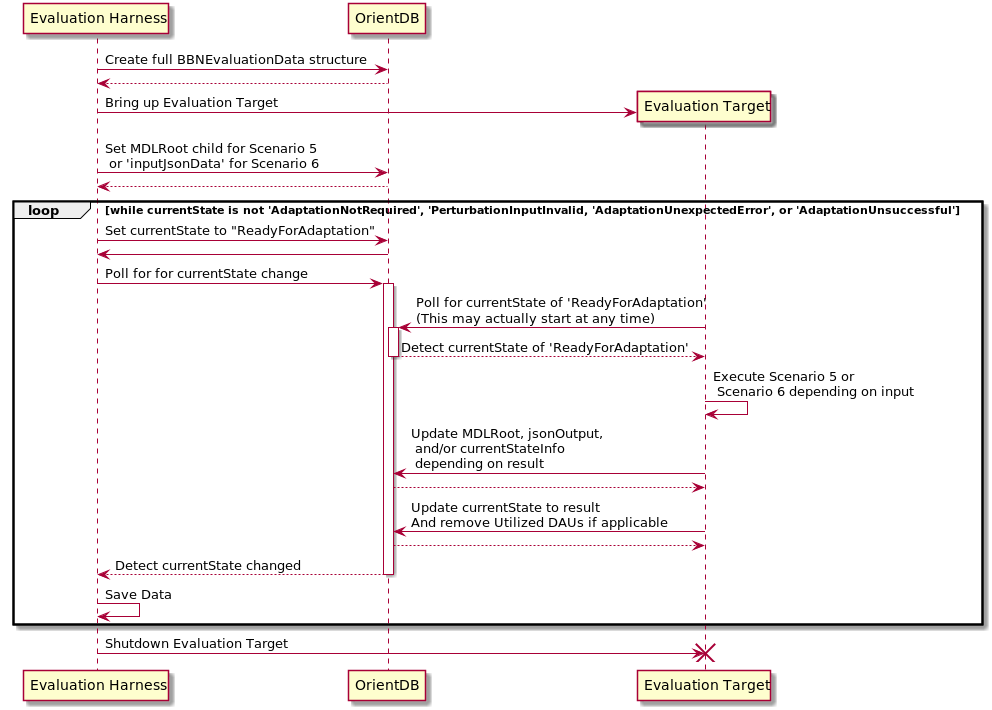 Evaluation Harness
OrientDB
Create full BBNEvaluationData structure
Bring up Evaluation Target
Evaluation Target
Set MDLRoot child for Scenario 5
or 'inputJsonData' for Scenario 6
loop
[while currentState is not 'AdaptationNotRequired', 'PerturbationInputInvalid, 'AdaptationUnexpectedError', or 'AdaptationUnsuccessful']
Set currentState to "ReadyForAdaptation"
Poll for for currentState change
Poll for currentState of 'ReadyForAdaptation'
(This may actually start at any time)
Detect currentState of 'ReadyForAdaptation'
Execute Scenario 5 or
Scenario 6 depending on input
Update MDLRoot, jsonOutput,
and/or currentStateInfo
depending on result
Update currentState to result
And remove Utilized DAUs if applicable
Detect currentState changed
Save Data
Shutdown Evaluation Target
Evaluation Harness
OrientDB
Evaluation Target